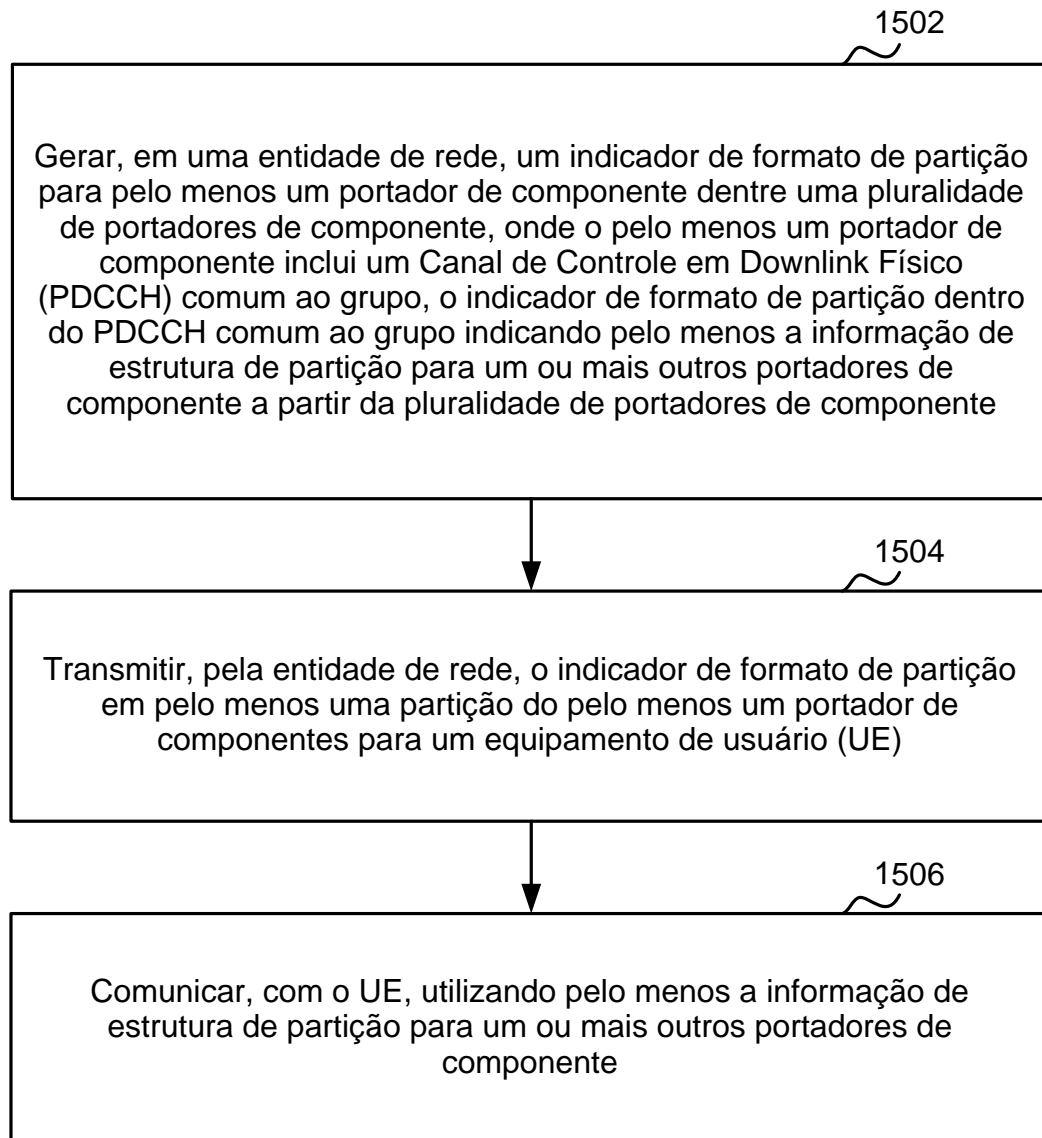 1502
Gerar, em uma entidade de rede, um indicador de formato de partição
para pelo menos um portador de componente dentre uma pluralidade
de portadores de componente, onde o pelo menos um portador de
componente inclui um Canal de Controle em Downlink Físico
(PDCCH) comum ao grupo, o indicador de formato de partição dentro
do PDCCH comum ao grupo indicando pelo menos a informação de
estrutura de partição para um ou mais outros portadores de
componente a partir da pluralidade de portadores de componente
1504
Transmitir, pela entidade de rede, o indicador de formato de partição
em pelo menos uma partição do pelo menos um portador de
componentes para um equipamento de usuário (UE)
1506
Comunicar, com o UE, utilizando pelo menos a informação de
estrutura de partição para um ou mais outros portadores de
componente